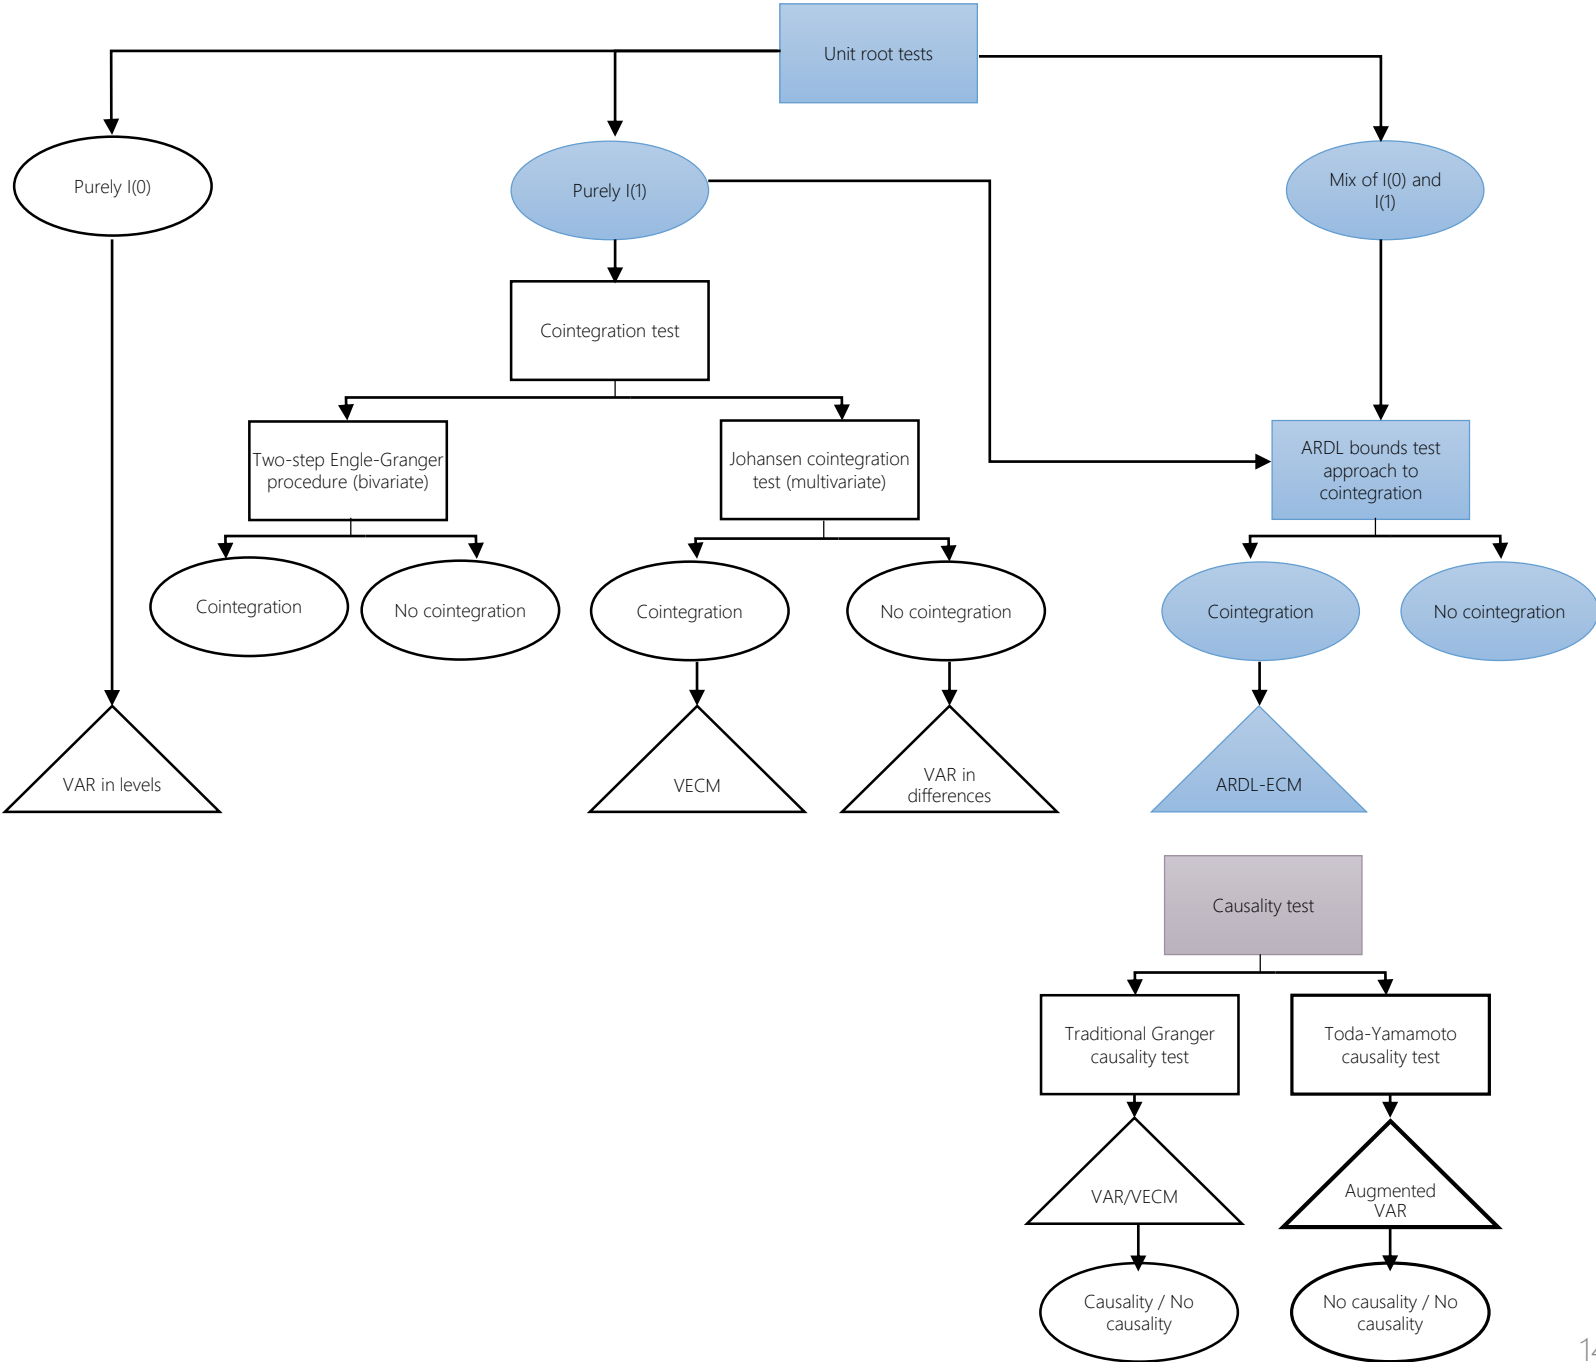 Unit root tests
Purely I(0)
Purely I(1)
Mix of I(0) and
I(1)
Cointegration test
Two-step Engle-Granger
procedure (bivariate)
Johansen cointegration
test (multivariate)
ARDL bounds test
approach to
cointegration
Cointegration
No cointegration
Cointegration
No cointegration
Cointegration
No cointegration
VAR in levels
VECM
VAR in
differences
ARDL-ECM
Causality test
Traditional Granger
causality test
Toda-Yamamoto
causality test
VAR/VECM
Augmented
VAR
Causality / No
causality
No causality / No
causality